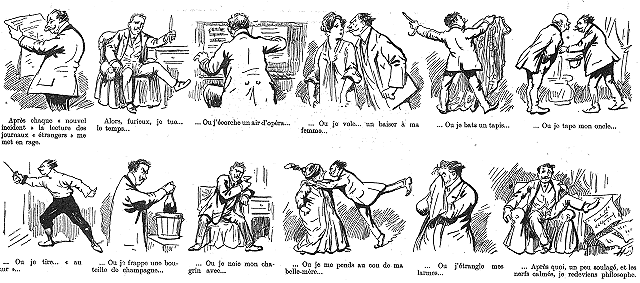 Après chaque « nouvel
incident » la lecture des
journaux « étrangers » me
met en rage.
Alors, furieux, je tue...
le temps...
... Ou j'écorche un air d'opéra...
... Ou je vole... un baiser à ma
femme...
... Ou je bats un tapis...
... Ou je tape mon oncle...
... Ou je tire... « au
... Ou je frappe une bou-
teille de champagne...
... Ou je noie mon cha-
grin avec...
... Ou je me pends au cou de ma
belle-mère...
... Ou j'étrangle mes
larmes...
... Après quoi, un peu soulagé, et les
nerfs calmés, je redeviens philosophe.